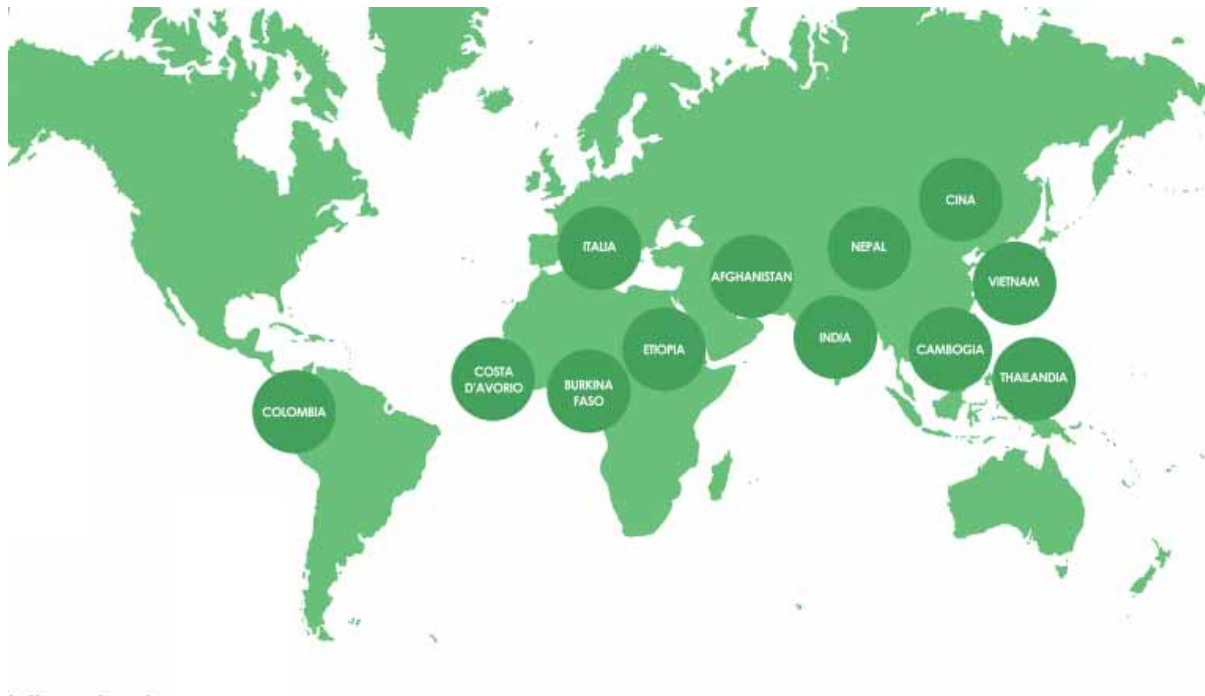 CINA
ITALIA
NEPAL
AFGHANISTAN
VIETNAM
INDIA
ETIOPIA
CAMBOGIA
COSTA
D'AVORIO
THAILANDIA
BURKINA
FASO
COLOMBIA